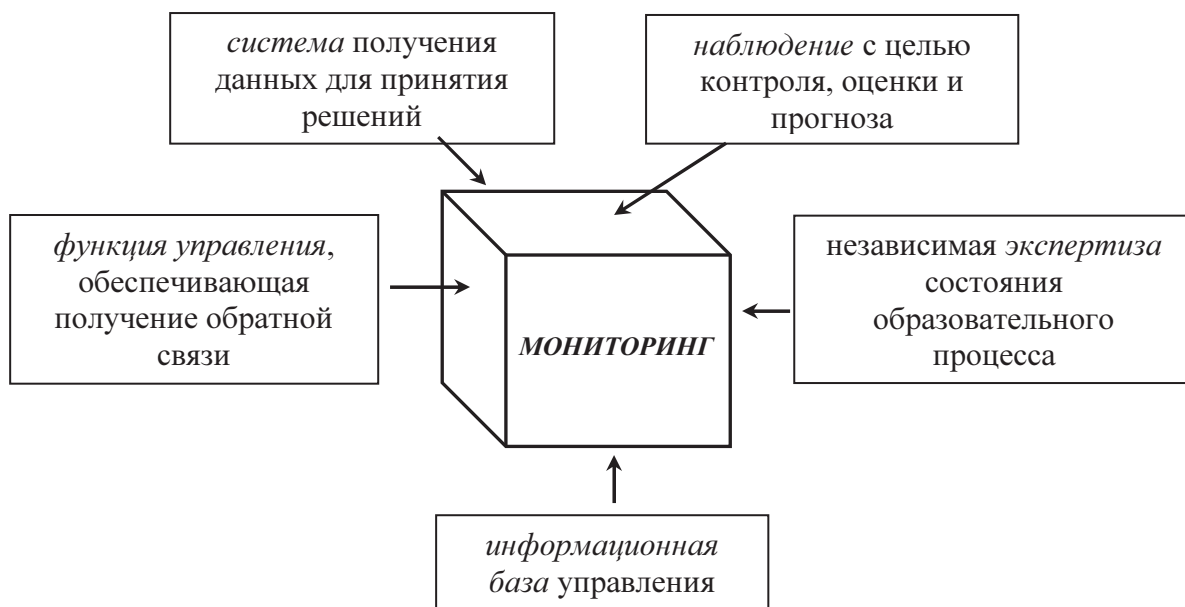 система получения
данных для принятия
решений
наблюдение с целью
контроля, оценки и
прогноза
функция управления,
обеспечивающая
получение обратной
связи
МОНИТОРИНГ
независимая экспертиза
состояния
образовательного
процесса
информационная
база управления